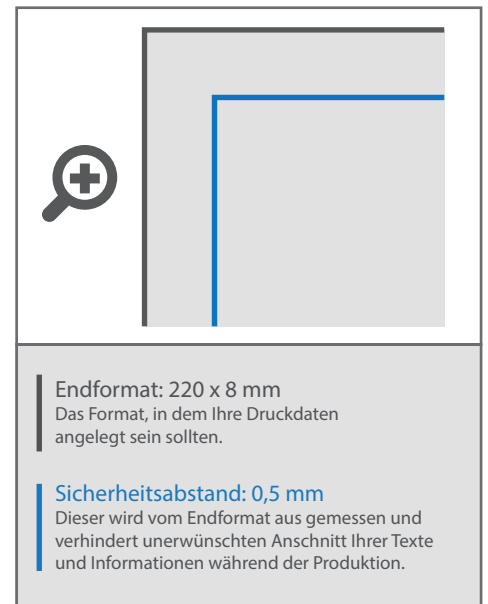 Endformat: 220 x 8 mm
Das Format, in dem Ihre Druckdaten
angelegt sein sollten.
Sicherheitsabstand: 0,5 mm
Dieser wird vom Endformat aus gemessen und
verhindert unerwünschten Anschnitt Ihrer Texte
und Informationen während der Produktion.